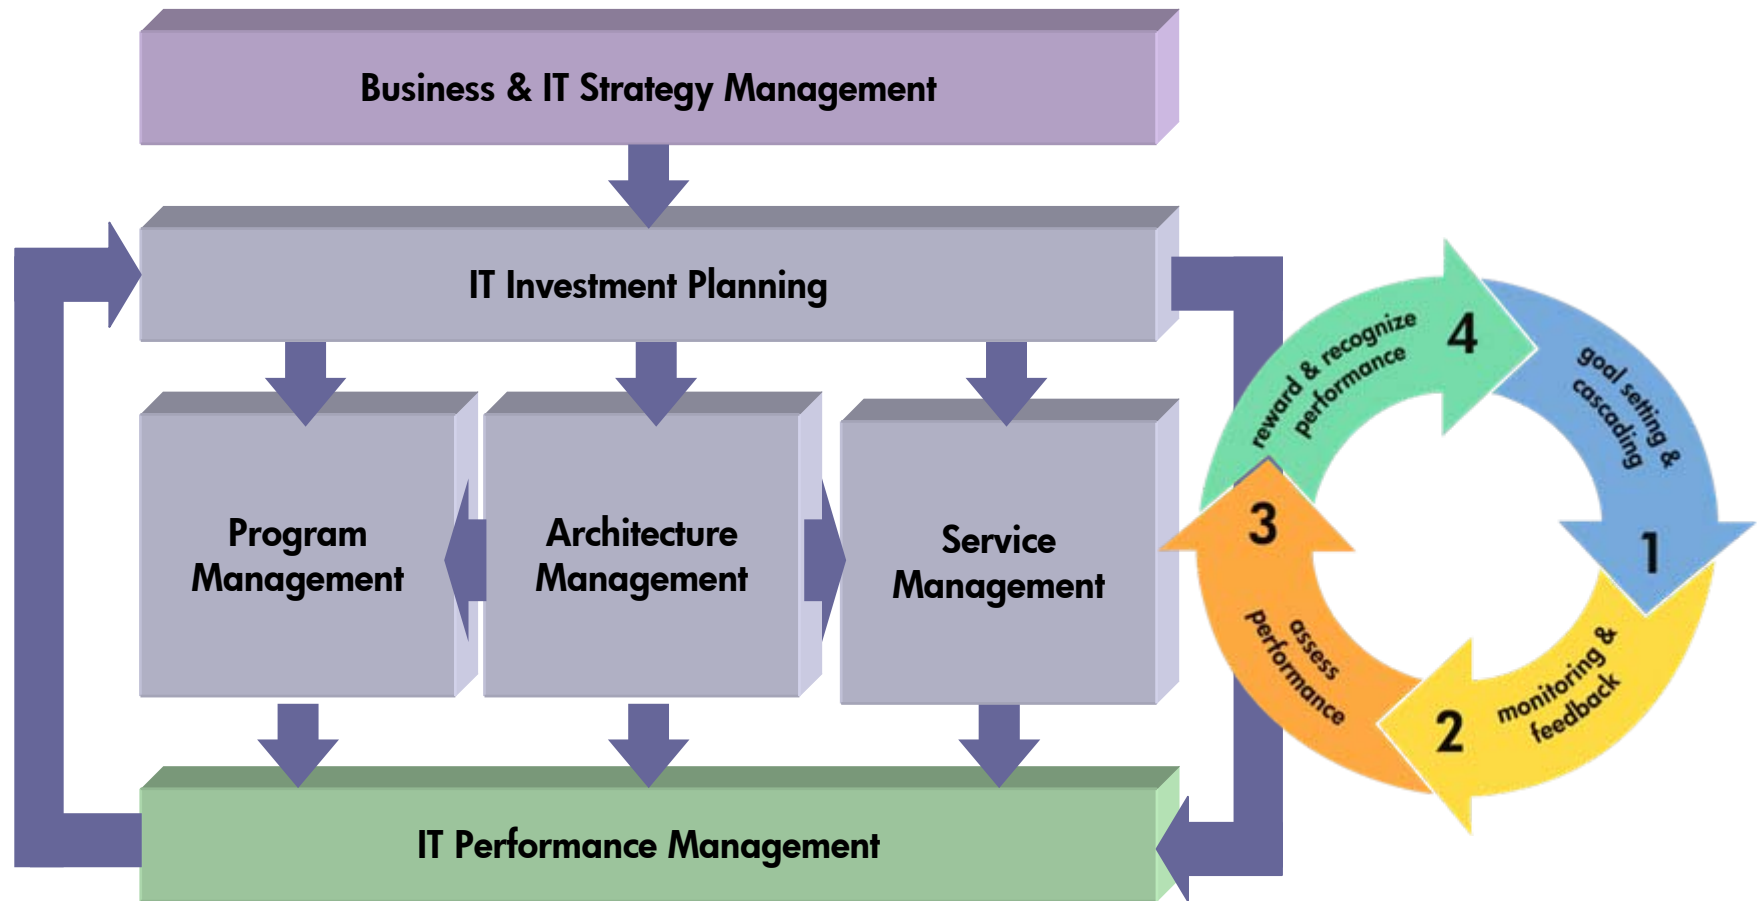 Business & IT Strategy Management
IT Investment Planning
Program
Management
Architecture
Management
Service
Management
IT Performance Management
4
reward & recognize
performance
goal setting &
cascading
1
monitoring &
feedback
2
3
assess
performance